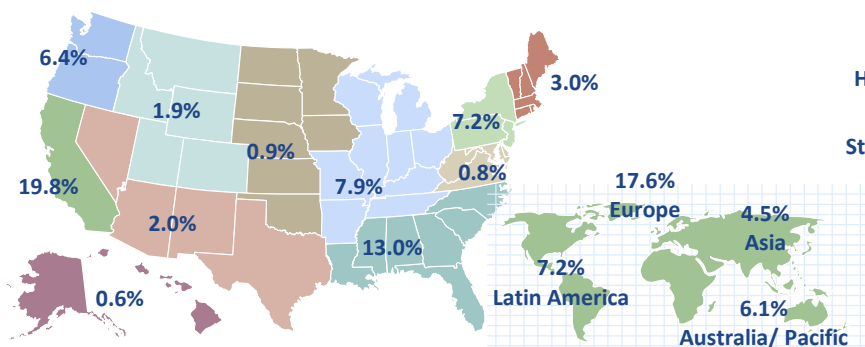 6.4%
3.0%
H
1.9%
7.2%
0.9%
St
0.8%
19.8%
7.9%
17.6%
Europe
4.5%
Asia
2.0%
13.0%
7.2%
Latin America
0.6%
6.1%
Australia/ Pacific